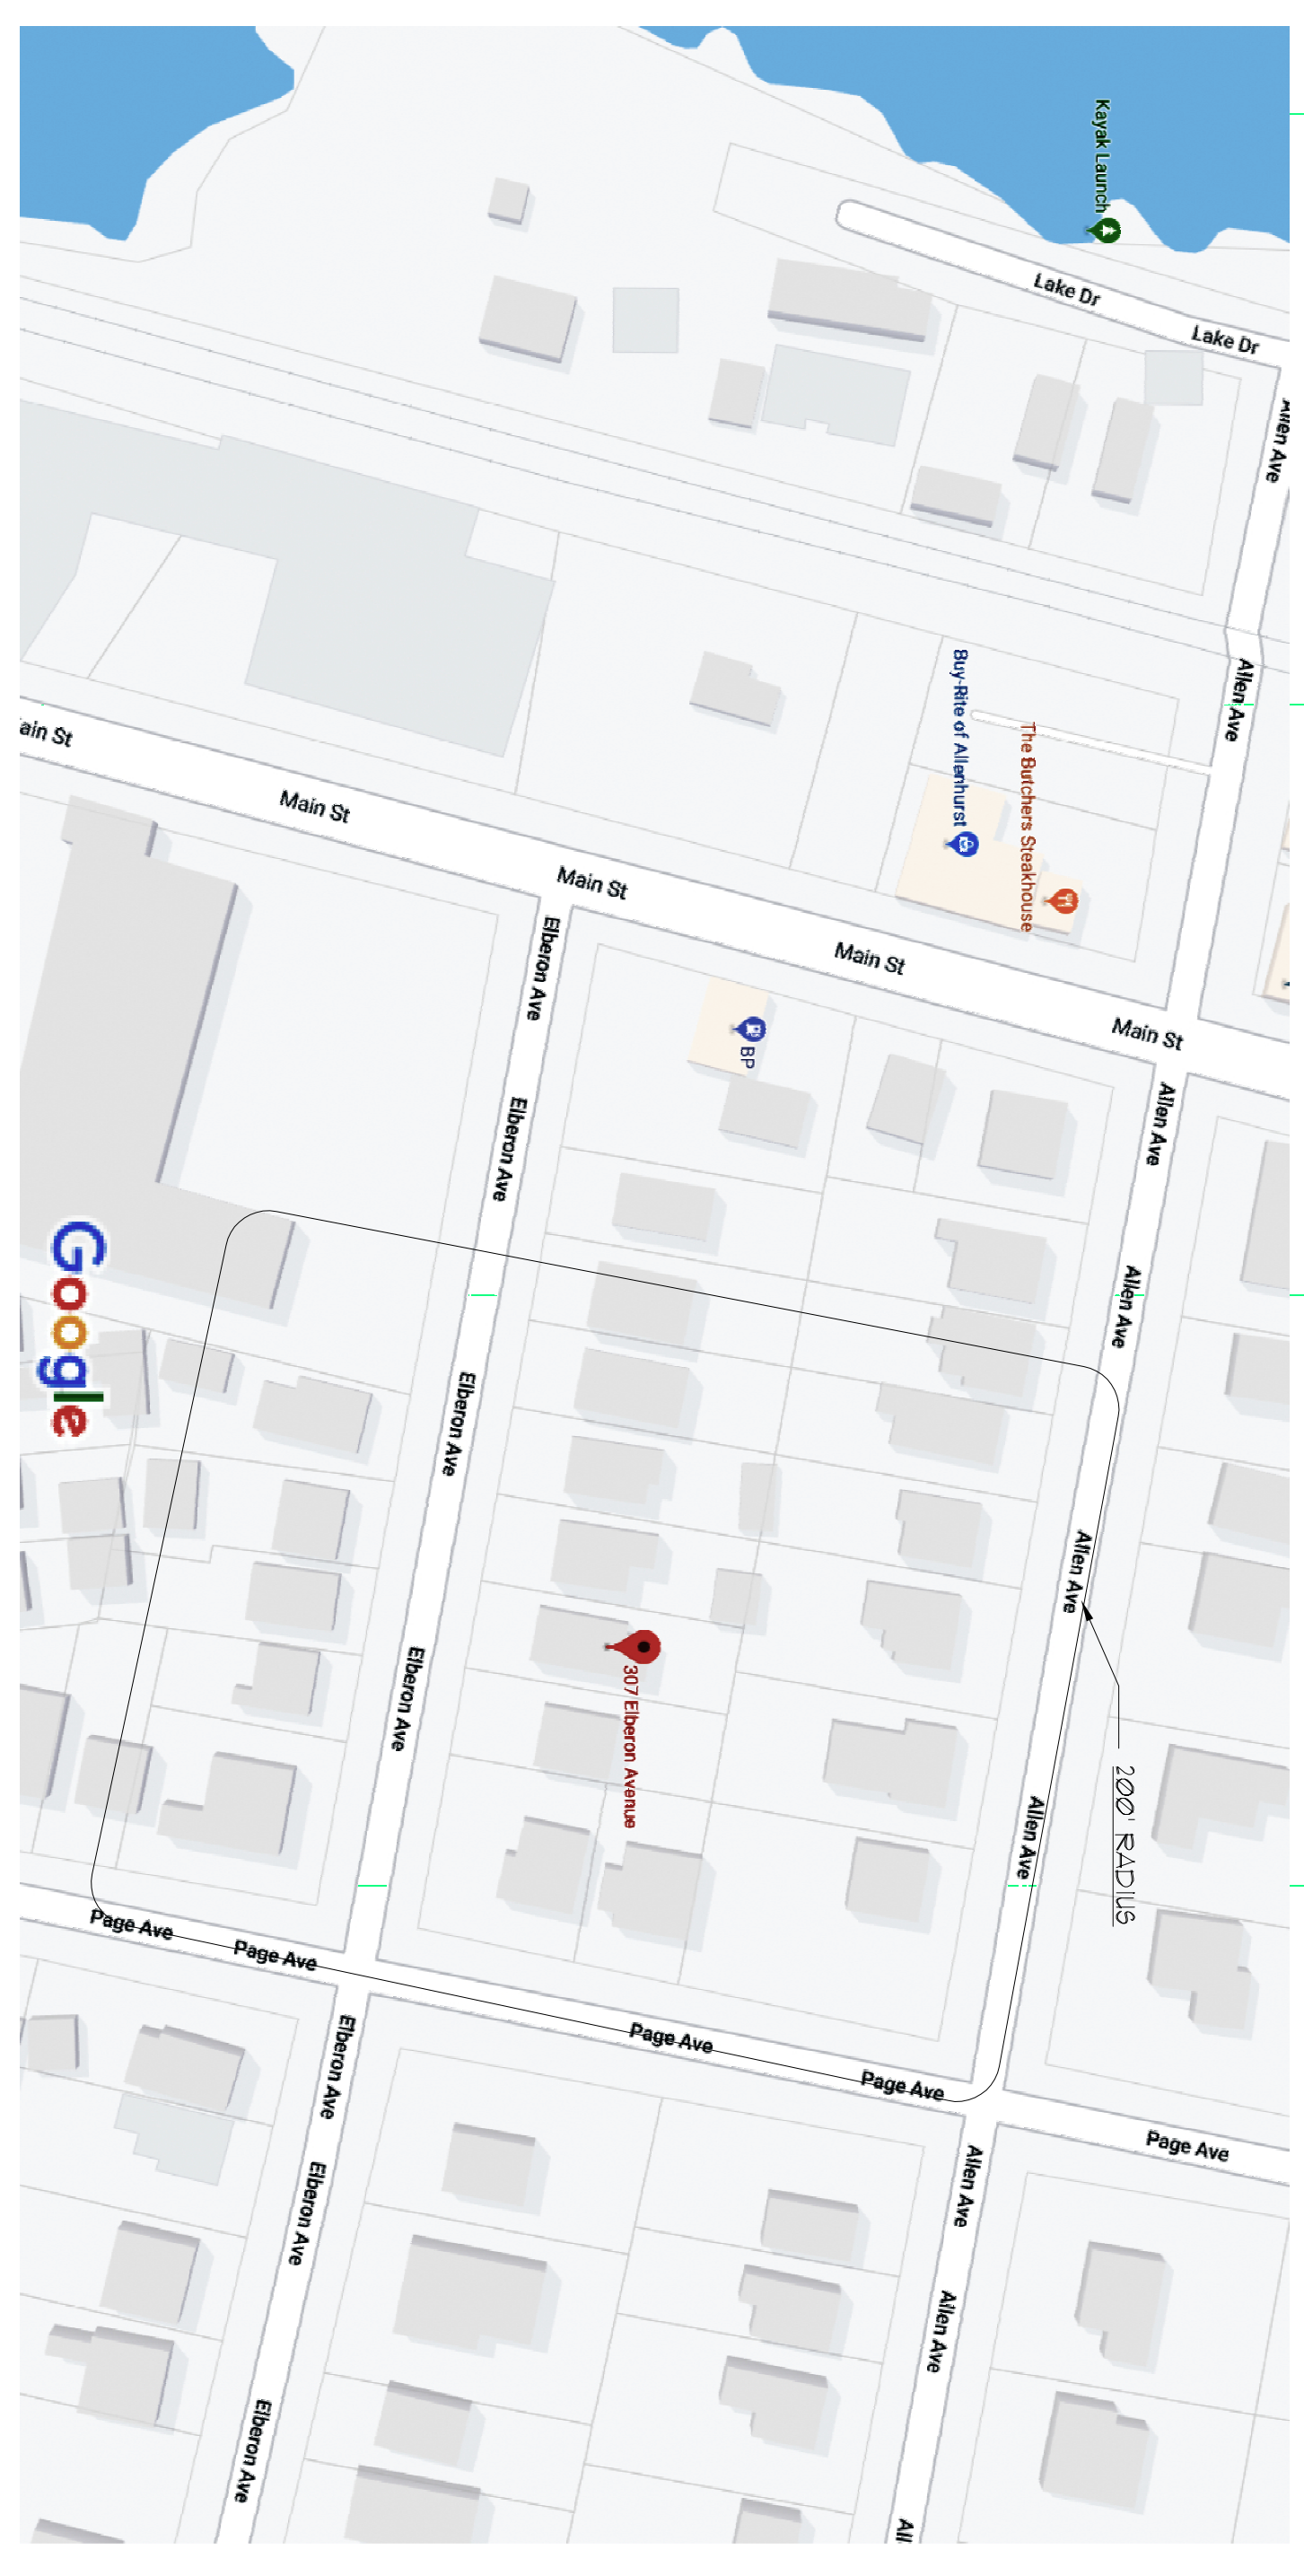 Kayak Launch
Lake Dr
Lake Dr
Allen Ave
Allen Ave
Buy-Rite of Allenhurst
The Butchers Steakhouse
ain St
Main St
Main St
Main St
Main St
Elberon Ave
BP
Allen Ave
Elberon Ave
Google
Allen Ave
Elberon Ave
Allen Ave
307 Elberon Avenue
Elberon Ave
200' RADIUS
Allen Ave
Page Ave
Page Ave
Page Ave
Page Ave
Page Ave
Elberon Ave
Allen Ave
Elberon Ave
Allen Ave
Elberon Ave
All